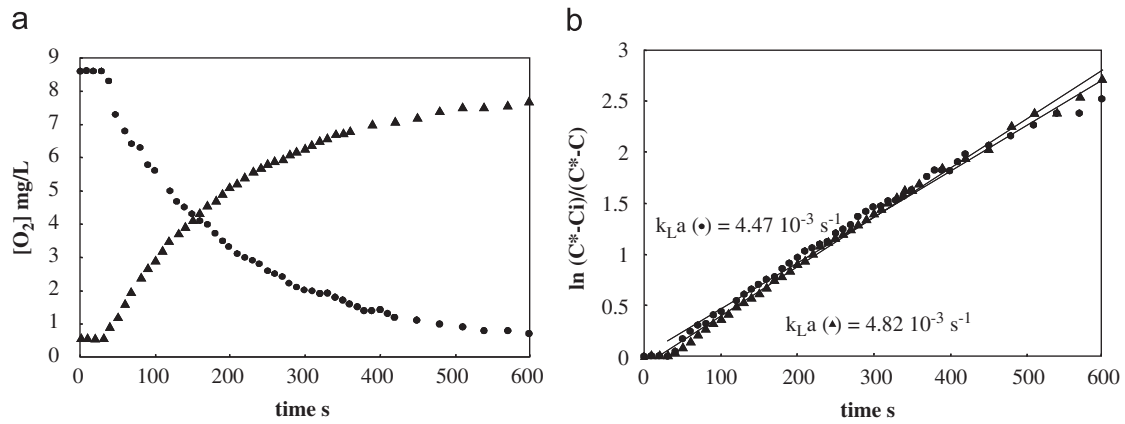 a
b
[O₂] mg/L
9
8
7
6
5
4
3
2
1
0
0 100 200 300 400 500 600
time s
ln (C*-Ci)/(C*-C)
3
2.5
2
1.5
1
0.5
0
kLa (●) = 4.47 10⁻³ s⁻¹
kLa (▲) = 4.82 10⁻³ s⁻¹
0 100 200 300 400 500 600
time s